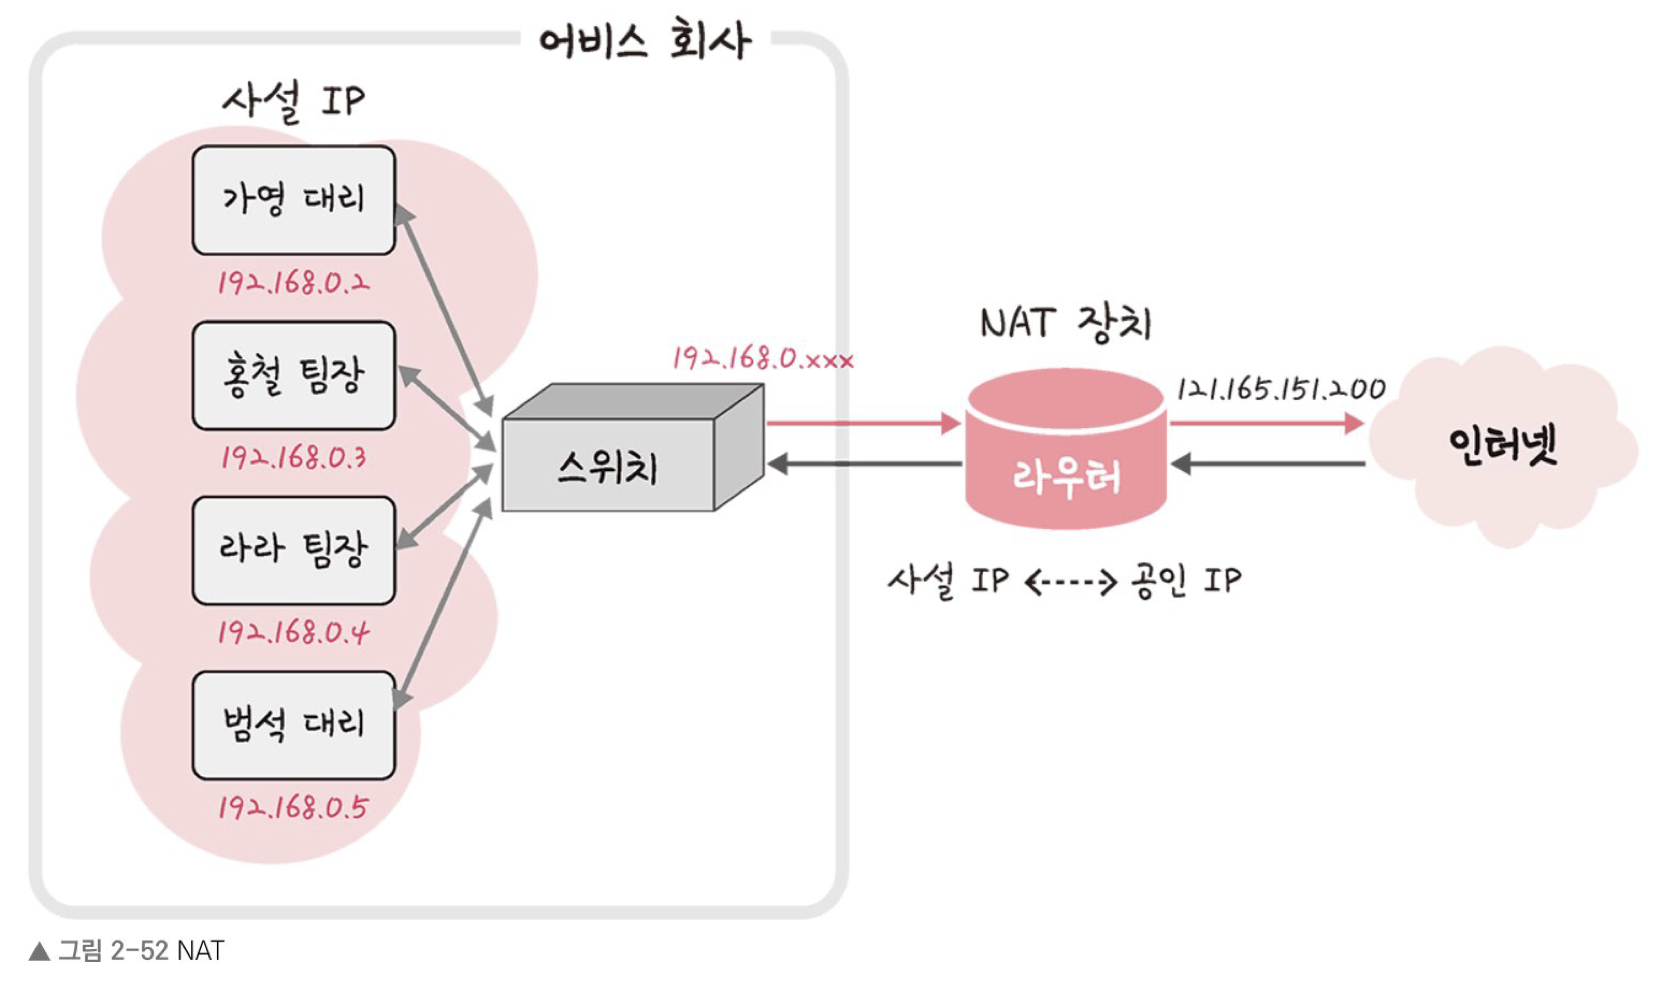 어비스 회사
사설 IP
가영 대리
192.168.0.2
홍철 팀장
192.168.0.3
라라 팀장
192.168.0.4
범석 대리
192.168.0.5
스위치
192.168.0.xxx
NAT 장치
라우터
121.165.151.200
인터넷
사설 IP <----> 공인 IP
▲ 그림 2-52 NAT